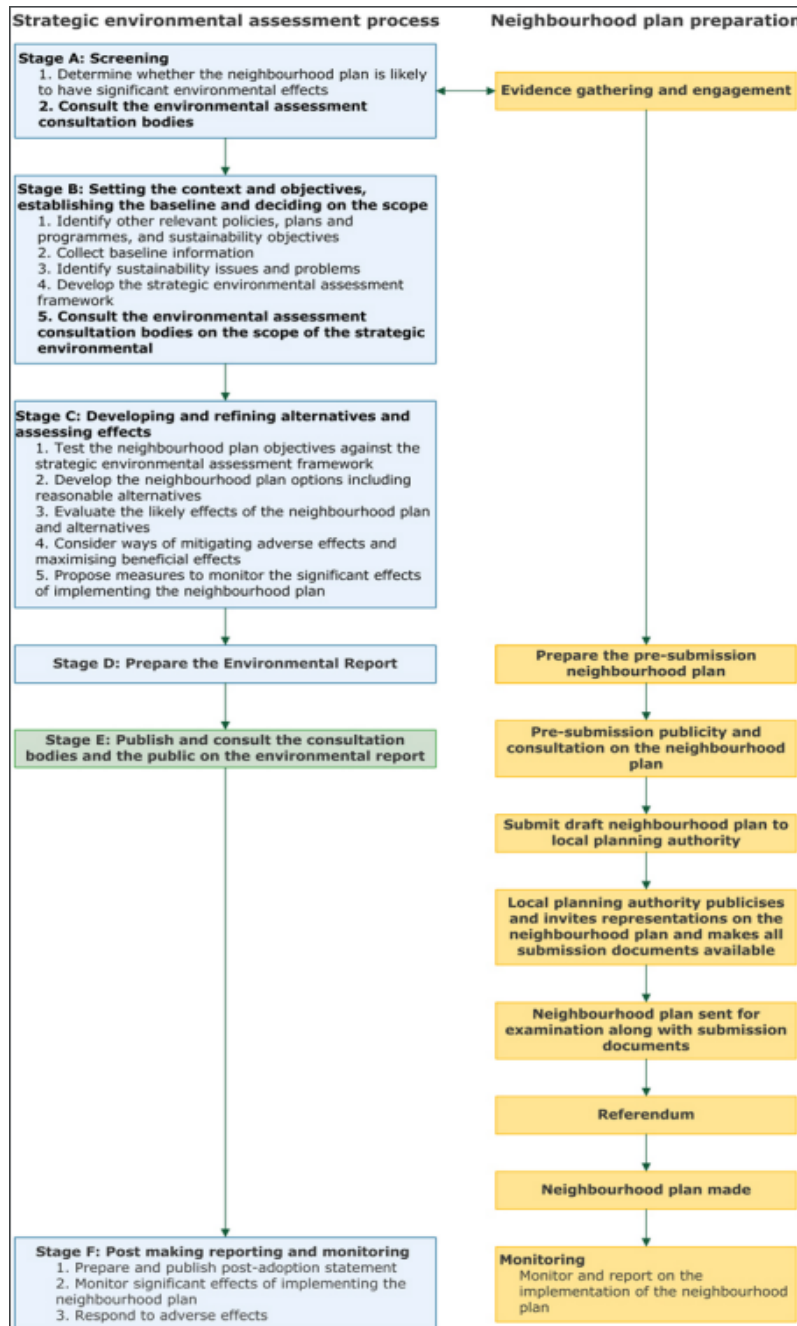 Strategic environmental assessment process
Neighbourhood plan preparation
Stage A: Screening
1. Determine whether the neighbourhood plan is likely
to have significant environmental effects
2. Consult the environmental assessment
consultation bodies
Evidence gathering and engagement
Stage B: Setting the context and objectives,
establishing the baseline and deciding on the scope
1. Identify other relevant policies, plans and
programmes, and sustainability objectives
2. Collect baseline information
3. Identify sustainability issues and problems
4. Develop the strategic environmental assessment
framework
5. Consult the environmental assessment
consultation bodies on the scope of the strategic
environmental
Stage C: Developing and refining alternatives and
assessing effects
1. Test the neighbourhood plan objectives against the
strategic environmental assessment framework
2. Develop the neighbourhood plan options including
reasonable alternatives
3. Evaluate the likely effects of the neighbourhood plan
and alternatives
4. Consider ways of mitigating adverse effects and
maximising beneficial effects
5. Propose measures to monitor the significant effects
of implementing the neighbourhood plan
Stage D: Prepare the Environmental Report
Prepare the pre-submission
neighbourhood plan
Stage E: Publish and consult the consultation
bodies and the public on the environmental report
Pre-submission publicity and
consultation on the neighbourhood
plan
Submit draft neighbourhood plan to
local planning authority
Local planning authority publicises
and invites representations on the
neighbourhood plan and makes all
submission documents available
Neighbourhood plan sent for
examination along with submission
documents
Referendum
Neighbourhood plan made
Stage F: Post making reporting and monitoring
1. Prepare and publish post-adoption statement
2. Monitor significant effects of implementing the
neighbourhood plan
3. Respond to adverse effects
Monitoring
Monitor and report on the
implementation of the neighbourhood
plan